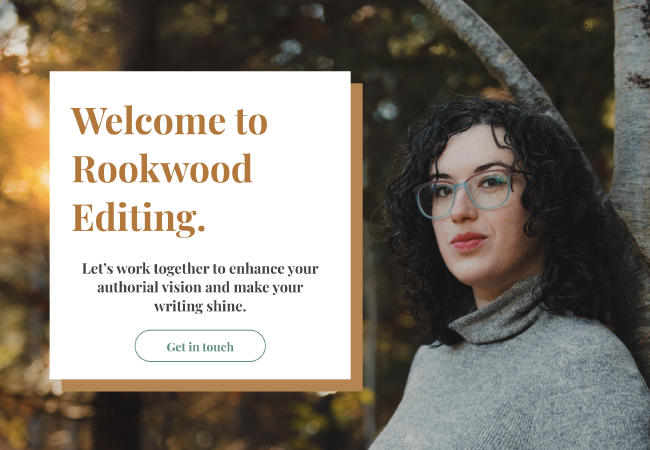 Welcome to
Rookwood
Editing.
Let’s work together to enhance your
authorial vision and make your
writing shine.
Get in touch